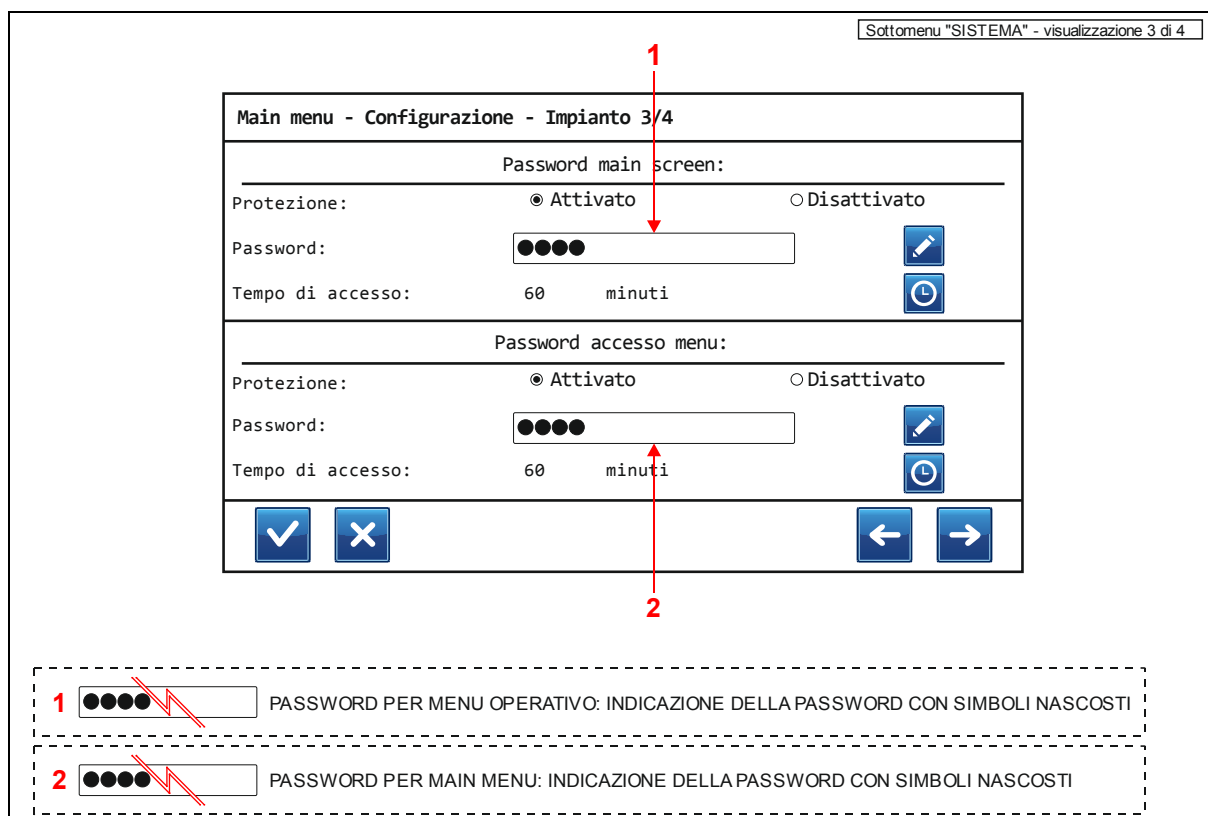 Sottomenu "SISTEMA" - visualizzazione 3 di 4
1
Main menu - Configurazione - Impianto 3/4
Password main screen:
Protezione: Attivato Disattivato
Password: ●●●●
Tempo di accesso: 60 minuti
Password accesso menu:
Protezione: Attivato Disattivato
Password: ●●●●
Tempo di accesso: 60 minuti
2
1 ●●●● PASSWORD PER MENU OPERATIVO: INDICAZIONE DELLA PASSWORD CON SIMBOLI NASCOSTI
2 ●●●● PASSWORD PER MAIN MENU: INDICAZIONE DELLA PASSWORD CON SIMBOLI NASCOSTI